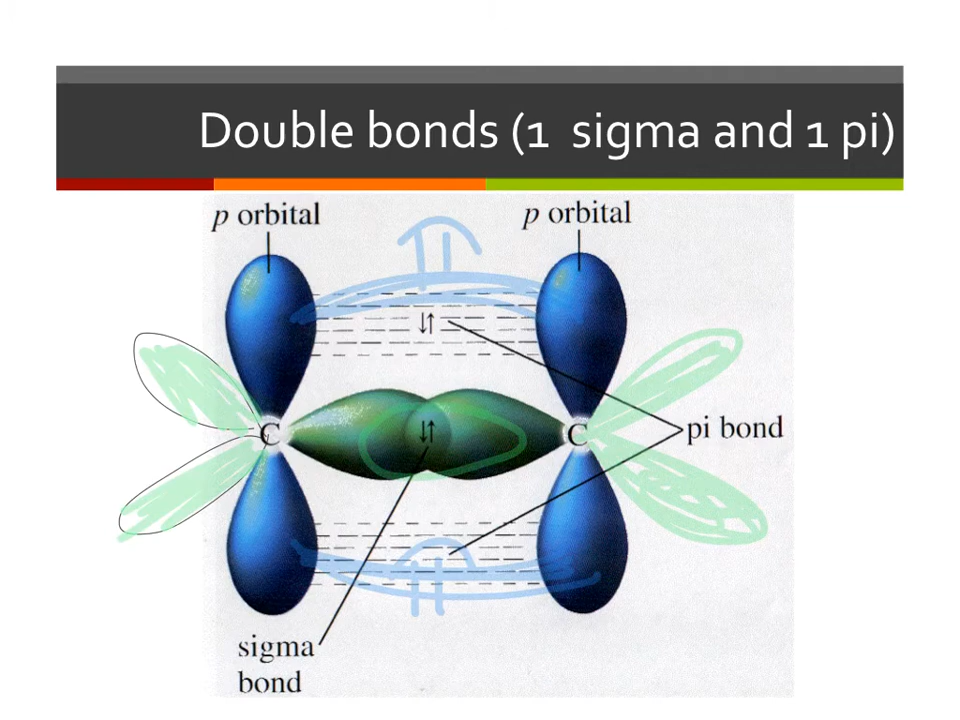 Double bonds (1 sigma and 1 pi)
p orbital
p orbital
π
C
C
pi bond
π
sigma
bond